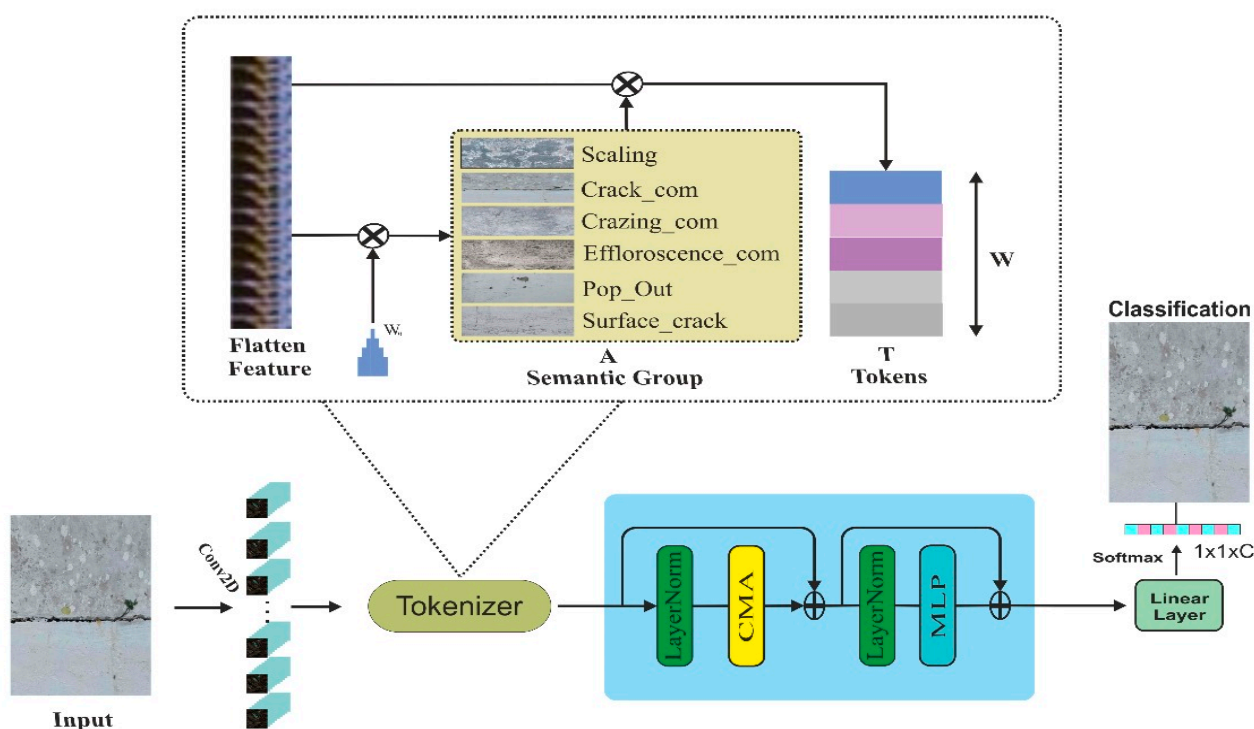 Scaling
Crack_com
Crazing_com
Effloroscence_com
Pop_Out
Surface_crack
Flatten
Feature
A
Semantic Group
W
T
Tokens
Classification
Conv2D
Tokenizer
LayerNorm
CMA
LayerNorm
MLP
Softmax
1x1xC
Linear
Layer
Input